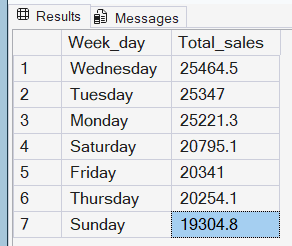 Results Messages
Week_day Total_sales
1 Wednesday 25464.5
2 Tuesday 25347
3 Monday 25221.3
4 Saturday 20795.1
5 Friday 20341
6 Thursday 20254.1
7 Sunday 19304.8